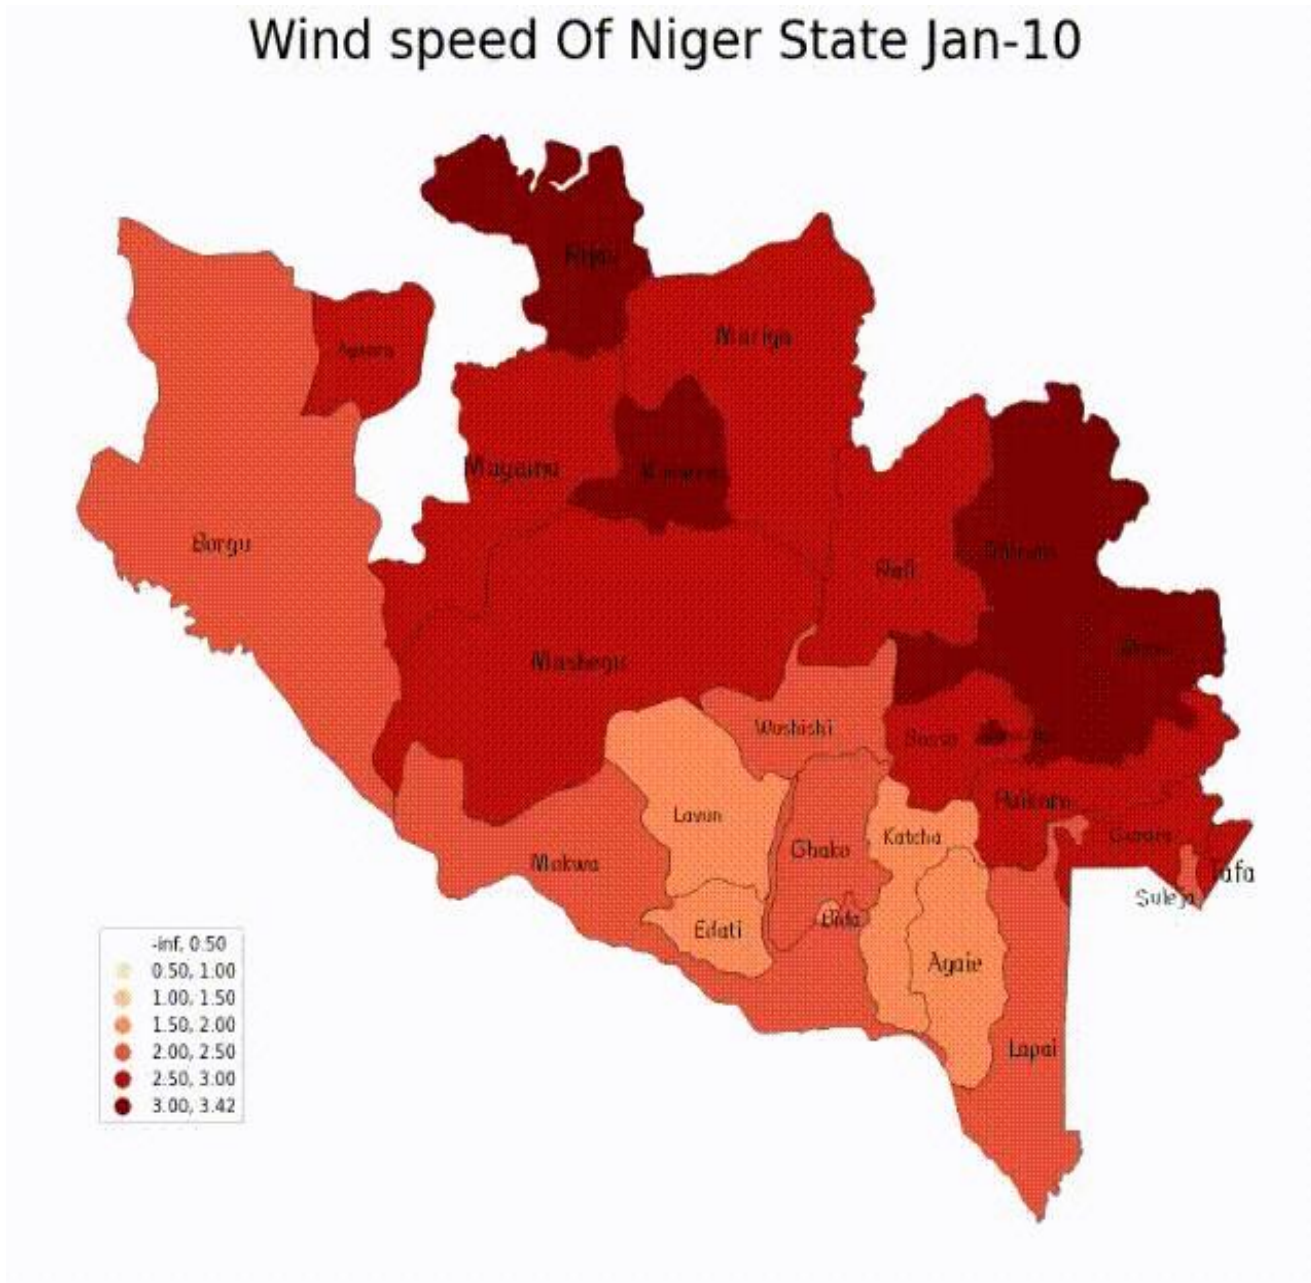 Wind speed Of Niger State Jan-10
Mariga
Magama
Borgu
Rafi
Mashegu
Wushishi
Bosso
Paikoro
Lavun
Katcha
Gbako
Mokwa
Gurara
Tafa
Suleja
Bida
Edati
Agaie
Lapai
-inf, 0.50
0.50, 1.00
1.00, 1.50
1.50, 2.00
2.00, 2.50
2.50, 3.00
3.00, 3.42